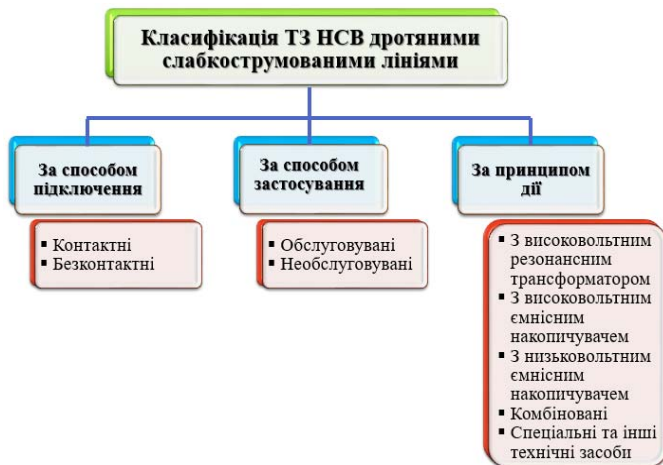 Класифікація ТЗ НСВ дротяними
слабкострумованими лініями
За способом
підключення
▪ Контактні
▪ Безконтактні
За способом
застосування
▪ Обслуговувані
▪ Необслуговувані
За принципом
дії
▪ З високовольтним
резонансним
трансформатором
▪ З високовольтним
ємнісним
накопичувачем
▪ З низьковольтним
ємнісним
накопичувачем
▪ Комбіновані
▪ Спеціальні та інші
технічні засоби